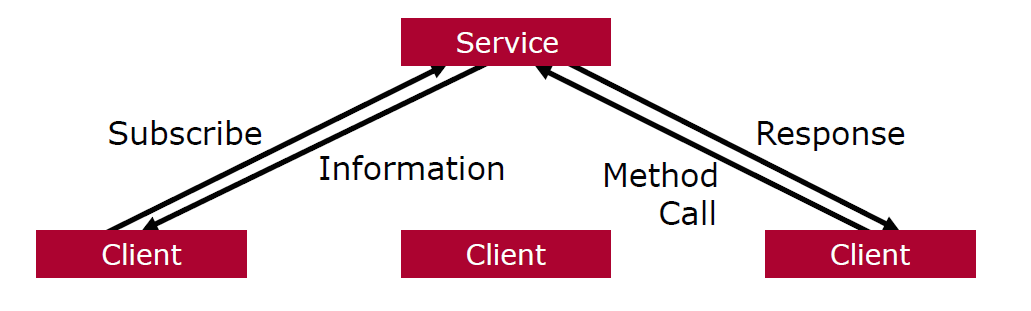 Service
Subscribe
Response
Information
Method
Call
Client
Client
Client